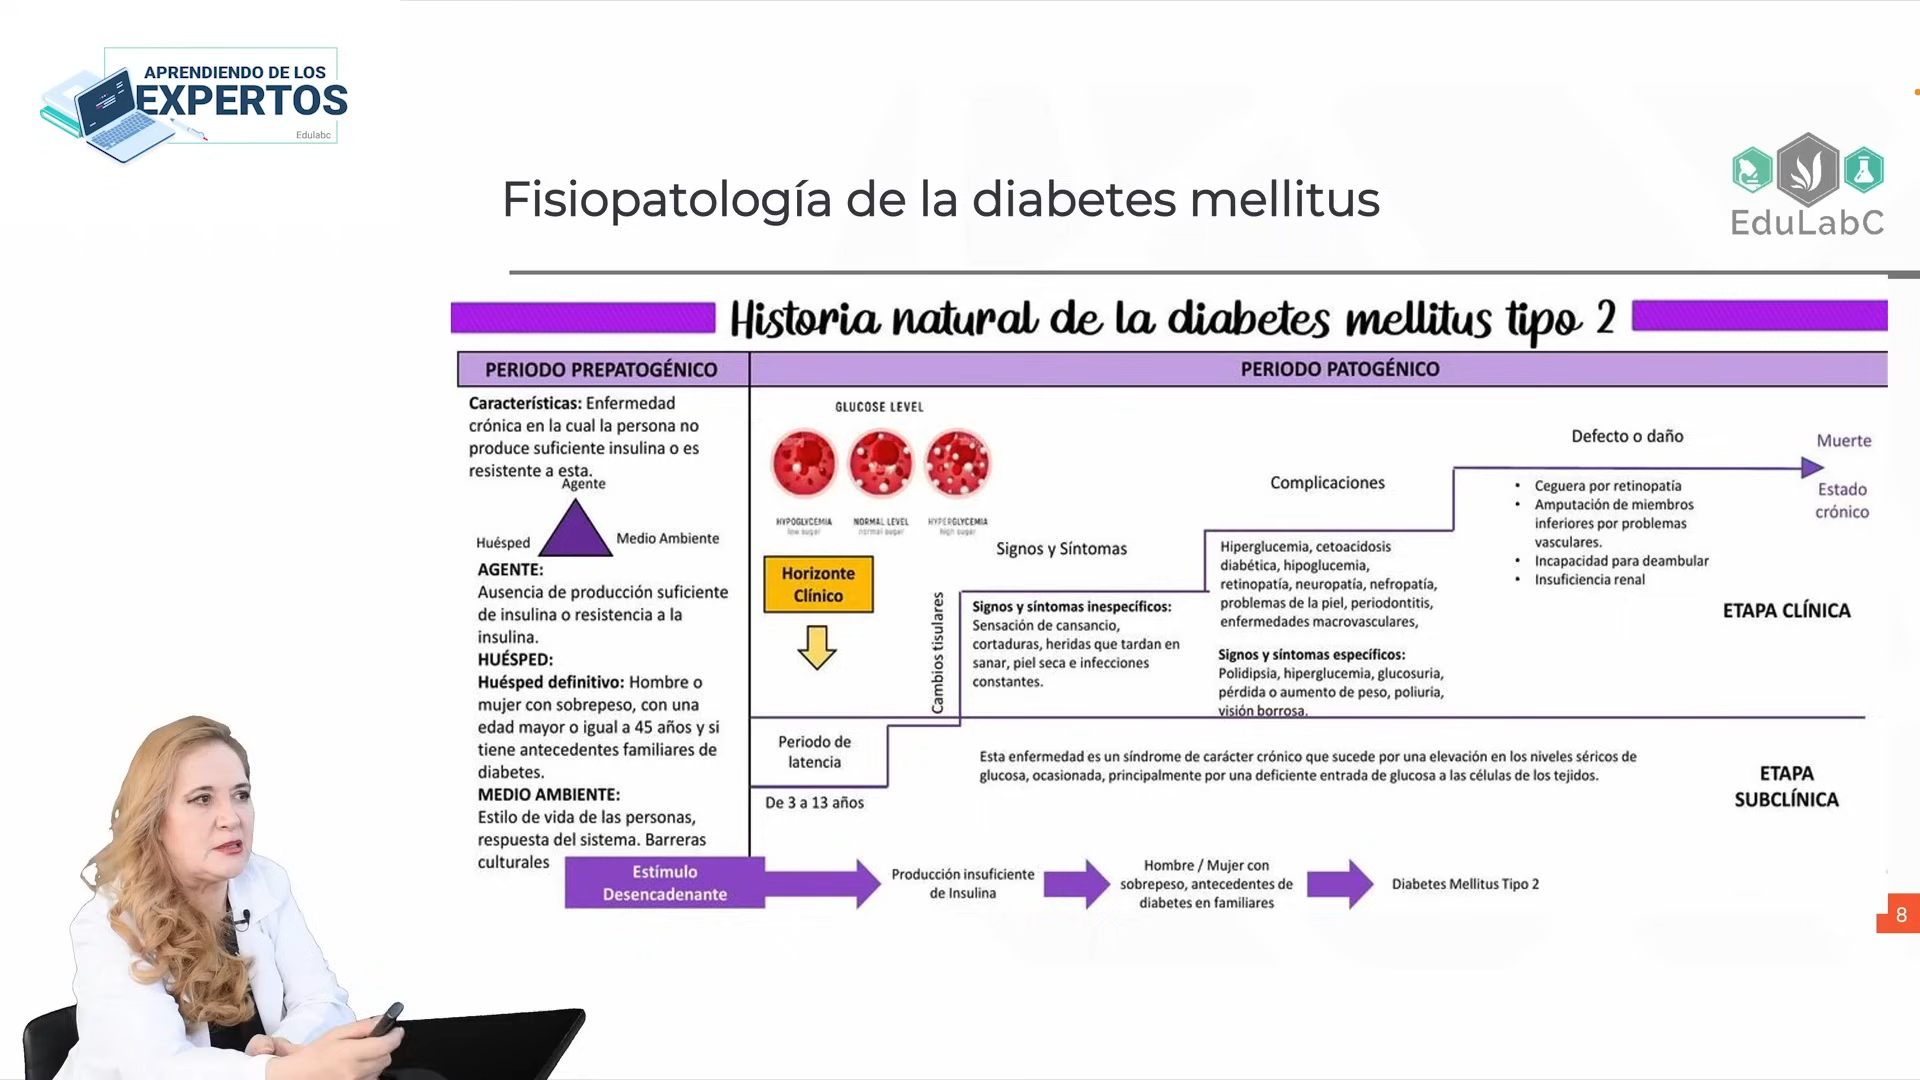 APRENDIENDO DE LOS
EXPERTOS
Edulabc
Fisiopatología de la diabetes mellitus
EduLabC
Historia natural de la diabetes mellitus tipo 2
PERIODO PREPATOGÉNICO
PERIODO PATOGÉNICO
Características: Enfermedad
crónica en la cual la persona no
produce suficiente insulina o es
resistente a esta.
Agente
Huésped
Medio Ambiente
AGENTE:
Ausencia de producción suficiente
de insulina o resistencia a la
insulina.
HUÉSPED:
Huésped definitivo: Hombre o
mujer con sobrepeso, con una
edad mayor o igual a 45 años y si
tiene antecedentes familiares de
diabetes.
MEDIO AMBIENTE:
Estilo de vida de las personas,
respuesta del sistema. Barreras
culturales
GLUCOSE LEVEL
HYPOGLYCEMIA
low sugar
NORMAL LEVEL
normal sugar
HYPERGLYCEMIA
high sugar
Horizonte
Clínico
Cambios tisulares
Signos y Síntomas
Signos y síntomas inespecíficos:
Sensación de cansancio,
cortaduras, heridas que tardan en
sanar, piel seca e infecciones
constantes.
Complicaciones
Hiperglucemia, cetoacidosis
diabética, hipoglucemia,
retinopatía, neuropatía, nefropatía,
problemas de la piel, periodontitis,
enfermedades macrovasculares,
Signos y síntomas específicos:
Polidipsia, hiperglucemia, glucosuria,
pérdida o aumento de peso, poliuria,
visión borrosa.
Defecto o daño
• Ceguera por retinopatía
• Amputación de miembros
inferiores por problemas
vasculares.
• Incapacidad para deambular
• Insuficiencia renal
Muerte
Estado
crónico
ETAPA CLÍNICA
Periodo de
latencia
De 3 a 13 años
Esta enfermedad es un síndrome de carácter crónico que sucede por una elevación en los niveles séricos de
glucosa, ocasionada, principalmente por una deficiente entrada de glucosa a las células de los tejidos.
ETAPA
SUBCLÍNICA
Estímulo
Desencadenante
Producción insuficiente
de Insulina
Hombre / Mujer con
sobrepeso, antecedentes de
diabetes en familiares
Diabetes Mellitus Tipo 2
8